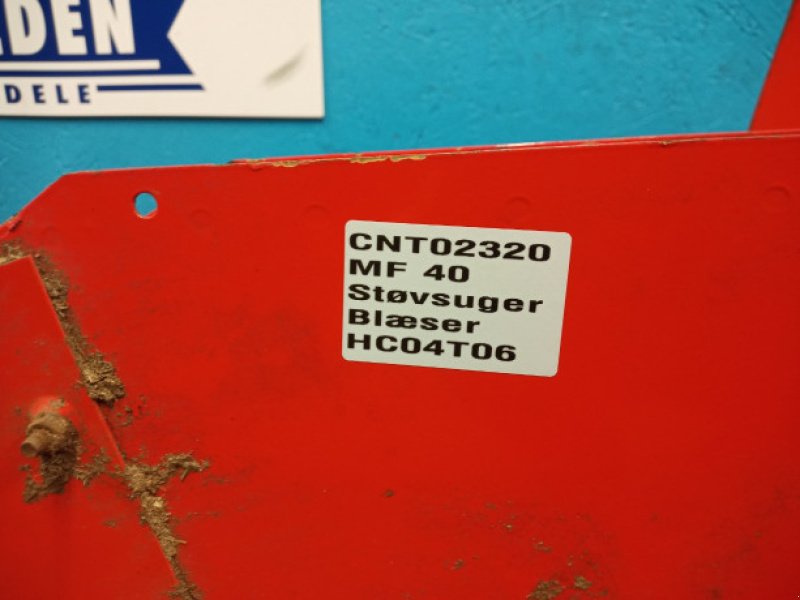 DEN
DELE
CNT02320
MF 40
Støvsuger
Blæser
HC04T06